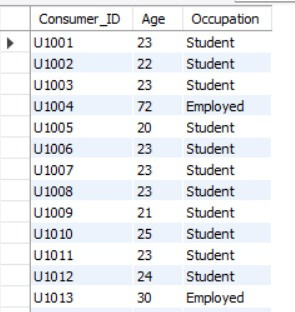 Consumer_ID Age Occupation
U1001 23 Student
U1002 22 Student
U1003 23 Student
U1004 72 Employed
U1005 20 Student
U1006 23 Student
U1007 23 Student
U1008 23 Student
U1009 21 Student
U1010 25 Student
U1011 23 Student
U1012 24 Student
U1013 30 Employed